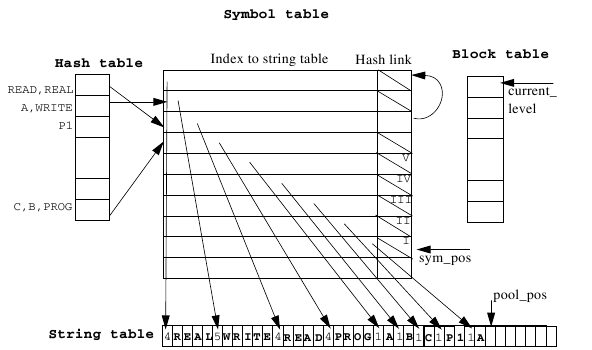 Symbol table
Hash table
Index to string table
Hash link
Block table
READ,REAL
A,WRITE
P1
C,B,PROG
current_
level
V
IV
III
II
I
sym_pos
pool_pos
String table
4REAL5WRITE4READ4PROG1A1B1C1P11A